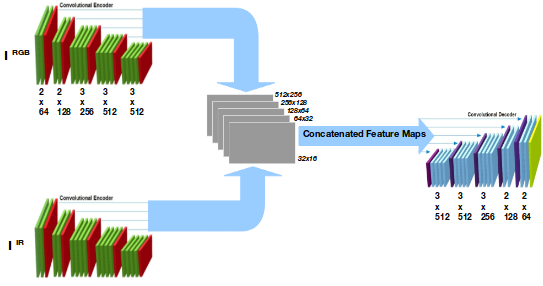 Convolutional Encoder
I RGB
2 x 64
2 x 128
3 x 256
3 x 512
3 x 512
512x256
256x128
128x64
64x32
32x16
Concatenated Feature Maps
Convolutional Decoder
3 x 512
3 x 512
3 x 256
2 x 128
2 x 64
Convolutional Encoder
I IR